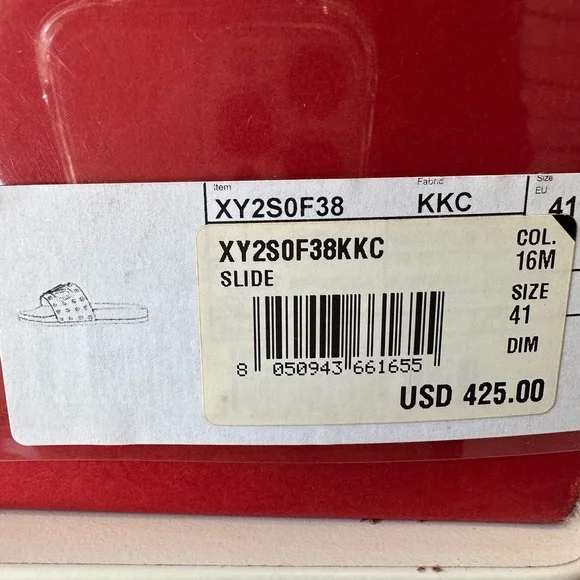 Item Fabric Size
EU
XY2S0F38 KKC 41
XY2S0F38KKC COL.
SLIDE 16M
SIZE
41
DIM
8 050943 661655
USD 425.00